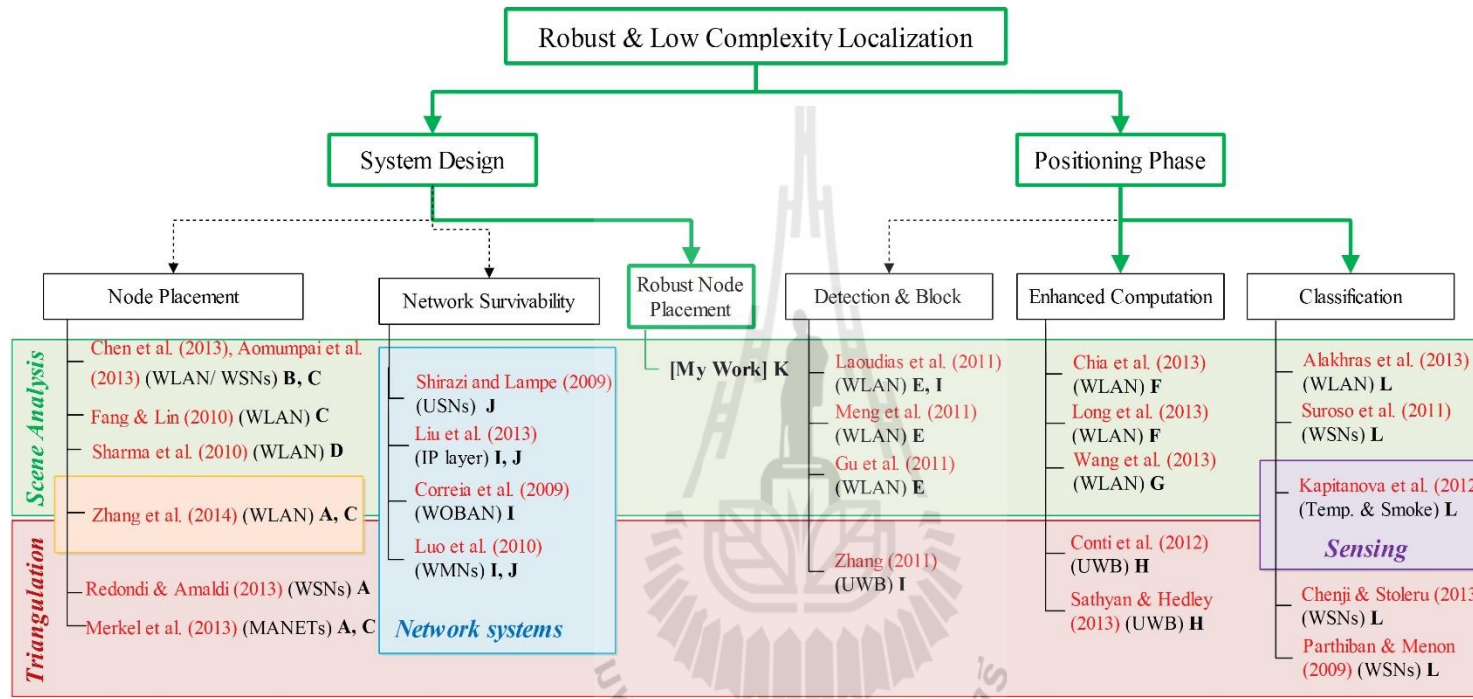 Robust & Low Complexity Localization
System Design
Positioning Phase
Node Placement
Network Survivability
Robust Node
Placement
Detection & Block
Enhanced Computation
Classification
Scene Analysis
Chen et al. (2013), Aomumpai et al.
(2013) (WLAN/ WSNs) B, C
Fang & Lin (2010) (WLAN) C
Sharma et al. (2010) (WLAN) D
Zhang et al. (2014) (WLAN) A, C
Triangulation
Redondi & Amaldi (2013) (WSNs) A
Merkel et al. (2013) (MANETs) A, C
Shirazi and Lampe (2009)
(USNs) J
Liu et al. (2013)
(IP layer) I, J
Correia et al. (2009)
(WOBAN) I
Luo et al. (2010)
(WMNs) I, J
Network systems
[My Work] K
Laoudias et al. (2011)
(WLAN) E, I
Meng et al. (2011)
(WLAN) E
Gu et al. (2011)
(WLAN) E
Zhang (2011)
(UWB) I
Chia et al. (2013)
(WLAN) F
Long et al. (2013)
(WLAN) F
Wang et al. (2013)
(WLAN) G
Conti et al. (2012)
(UWB) H
Sathyan & Hedley
(2013) (UWB) H
Alakhras et al. (2013)
(WLAN) L
Suroso et al. (2011)
(WSNs) L
Kapitanova et al. (2012
(Temp. & Smoke) L
Sensing
Chenji & Stoleru (2013
(WSNs) L
Parthiban & Menon
(2009) (WSNs) L